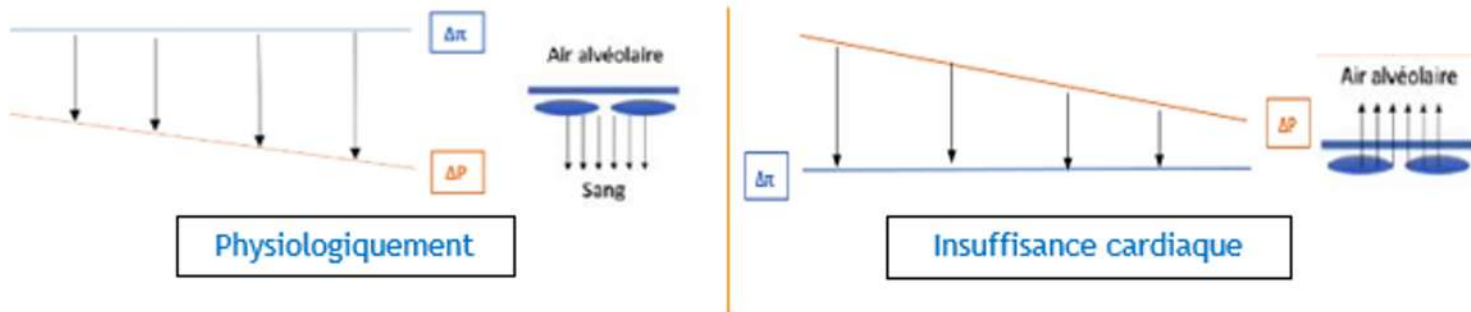 Δπ
Air alvéolaire
ΔP
Sang
Physiologiquement
Air alvéolaire
ΔP
Δπ
Insuffisance cardiaque